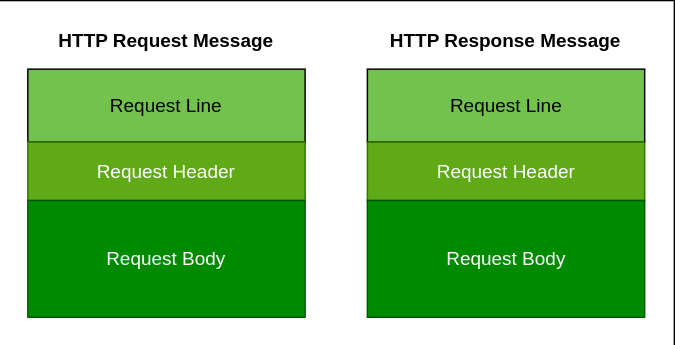 HTTP Request Message
Request Line
Request Header
Request Body
HTTP Response Message
Request Line
Request Header
Request Body